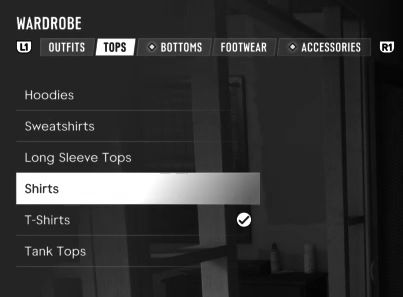 WARDROBE
L1 OUTFITS TOPS BOTTOMS FOOTWEAR ACCESSORIES R1
Hoodies
Sweatshirts
Long Sleeve Tops
Shirts
T-Shirts
Tank Tops